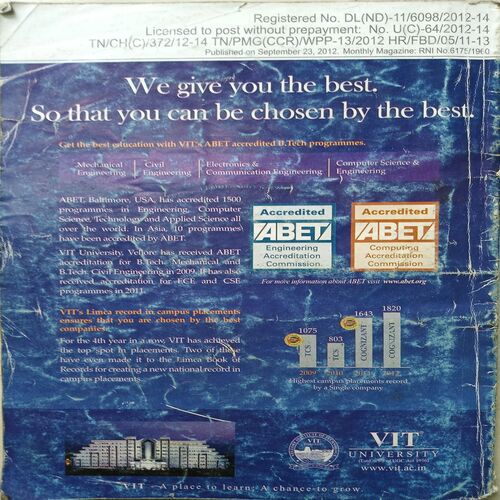 Registered No. DL(ND)-11/6098/2012-14
Licensed to post without prepayment: No. U(C)-64/2012-14
TN/CH(C)/372/12-14 TN/PMG(CCR)/WPP-13/2012 HR/FBD/05/11-13
Published on September 23, 2012. Monthly Magazine: RNI No.6175/1960
We give you the best.
So that you can be chosen by the best.
Get the best education with VIT's ABET accredited B.Tech programmes.
Mechanical Engineering
Civil Engineering
Electronics & Communication Engineering
Computer Science & Engineering
ABET, Baltimore, USA, has accredited 1500
programmes in Engineering, Computer
Science, Technology and Applied Science all
over the world. In Asia, 10 programmes
have been accredited by ABET.
VIT University, Vellore has received ABET
accreditation for B.Tech. Mechanical and
B.Tech. Civil Engineering in 2009. It has also
received accreditation for ECE and CSE
programmes in 2011.
Accredited
ABET
Engineering
Accreditation
Commission
Accredited
ABET
Computing
Accreditation
Commission
For more information about ABET visit www.abet.org
VIT's Limca record in campus placements
ensures that you are chosen by the best
companies.
For the 4th year in a row, VIT has achieved
the top spot in placements. Two of these
have even made it to the Limca Book of
Records for creating a new national record in
campus placements.
1075
803
1643
1820
TCS
TCS
COGNIZANT
COGNIZANT
2009
2010
2011
2012
Highest campus placements record
by a Single company
VIT
UNIVERSITY
(Estd. u/s 3 of UGC Act 1956)
www.vit.ac.in
VIT - A place to learn; A chance to grow.